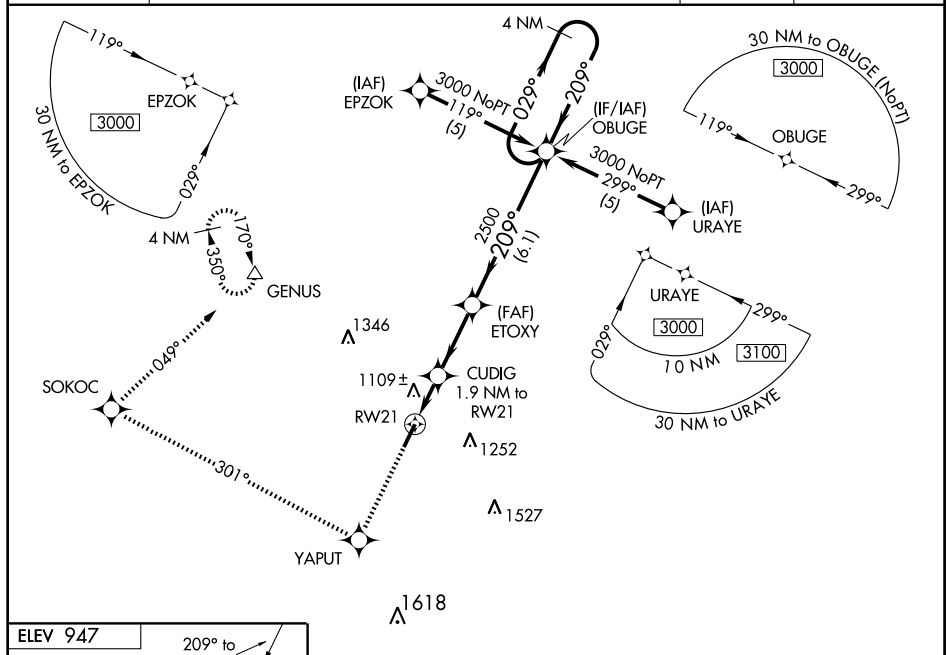 119°
EPZOK
3000
30 NM to EPZOK
029°
4 NM
170°
350°
GENUS
4 NM
029°
209°
(IAF)
EPZOK
3000 NoPT
119°
(5)
(IF/IAF)
OBUGE
3000 NoPT
299°
(5)
(IAF)
URAYE
30 NM to OBUGE (NoPT)
3000
119°
OBUGE
299°
2500
209°
(6.1)
(FAF)
ETOXY
URAYE
3000
299°
029°
10 NM
3100
30 NM to URAYE
1346
1109 ±
CUDIG
1.9 NM to
RW21
RW21
1252
1527
SOKOC
049°
301°
YAPUT
1618
ELEV 947
209° to